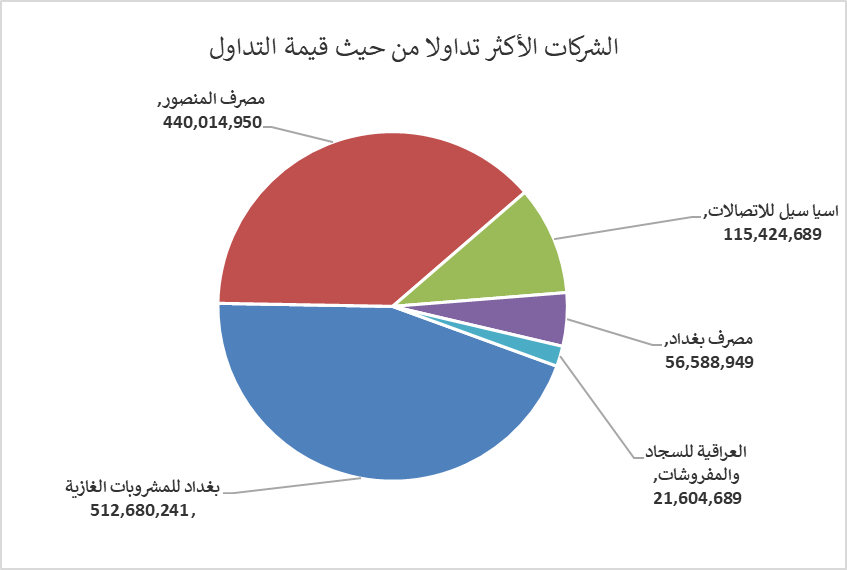 الشركات الأكثر تداولا من حيث قيمة التداول
مصرف المنصور,
440,014,950
اسيا سيل للاتصالات,
115,424,689
مصرف بغداد,
56,588,949
العراقية للسجاد
والمفروشات,
21,604,689
بغداد للمشروبات الغازية
, 512,680,241